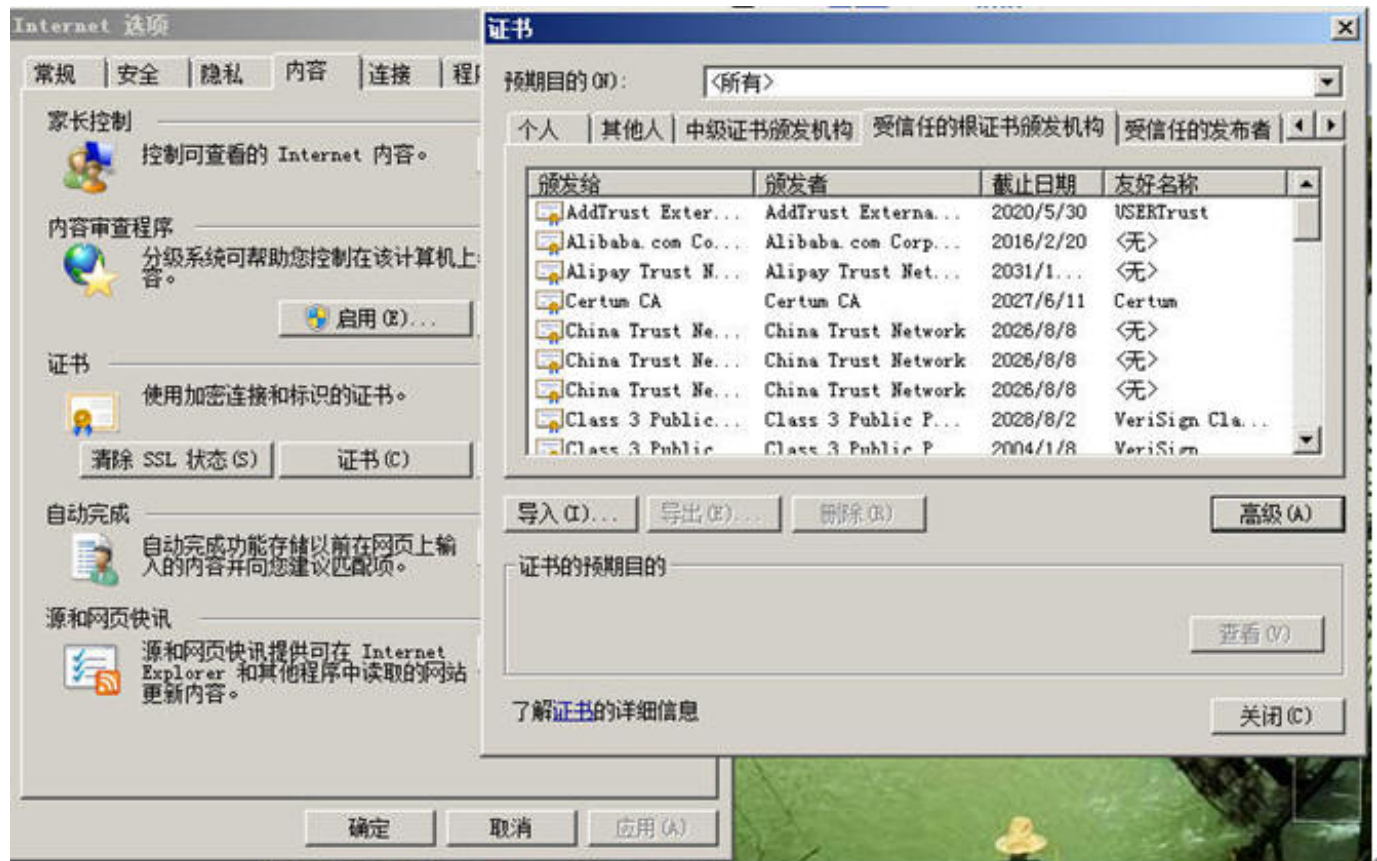 Internet 选项
常规 安全 隐私 内容 连接
家长控制
控制可查看的 Internet 内容。
内容审查程序
分级系统可帮助您控制在该计算机上
容。
启用(E)...
证书
使用加密连接和标识的证书。
清除 SSL 状态(S) 证书(C)
自动完成
自动完成功能存储以前在网页上输
入的内容并向您建议匹配项。
源和网页快讯
源和网页快讯提供可在 Internet
Explorer 和其他程序中读取的网站
更新内容。
确定 取消 应用(A)
证书
预期目的(N): <所有>
个人 其他人 中级证书颁发机构 受信任的根证书颁发机构 受信任的发布者
颁发给 颁发者 截止日期 友好名称
AddTrust Exter... AddTrust Externa... 2020/5/30 USERTrust
Alibaba.com Co... Alibaba.com Corp... 2016/2/20 <无>
Alipay Trust N... Alipay Trust Net... 2031/1... <无>
Certum CA Certum CA 2027/6/11 Certum
China Trust Ne... China Trust Network 2026/8/8 <无>
China Trust Ne... China Trust Network 2026/8/8 <无>
China Trust Ne... China Trust Network 2026/8/8 <无>
Class 3 Public... Class 3 Public P... 2028/8/2 VeriSign Cla...
Class 3 Public Class 3 Public P 2004/1/8 VeriSign
导入(I)... 导出(E)... 删除(R) 高级(A)
证书的预期目的
查看(V)
了解证书的详细信息
关闭(C)